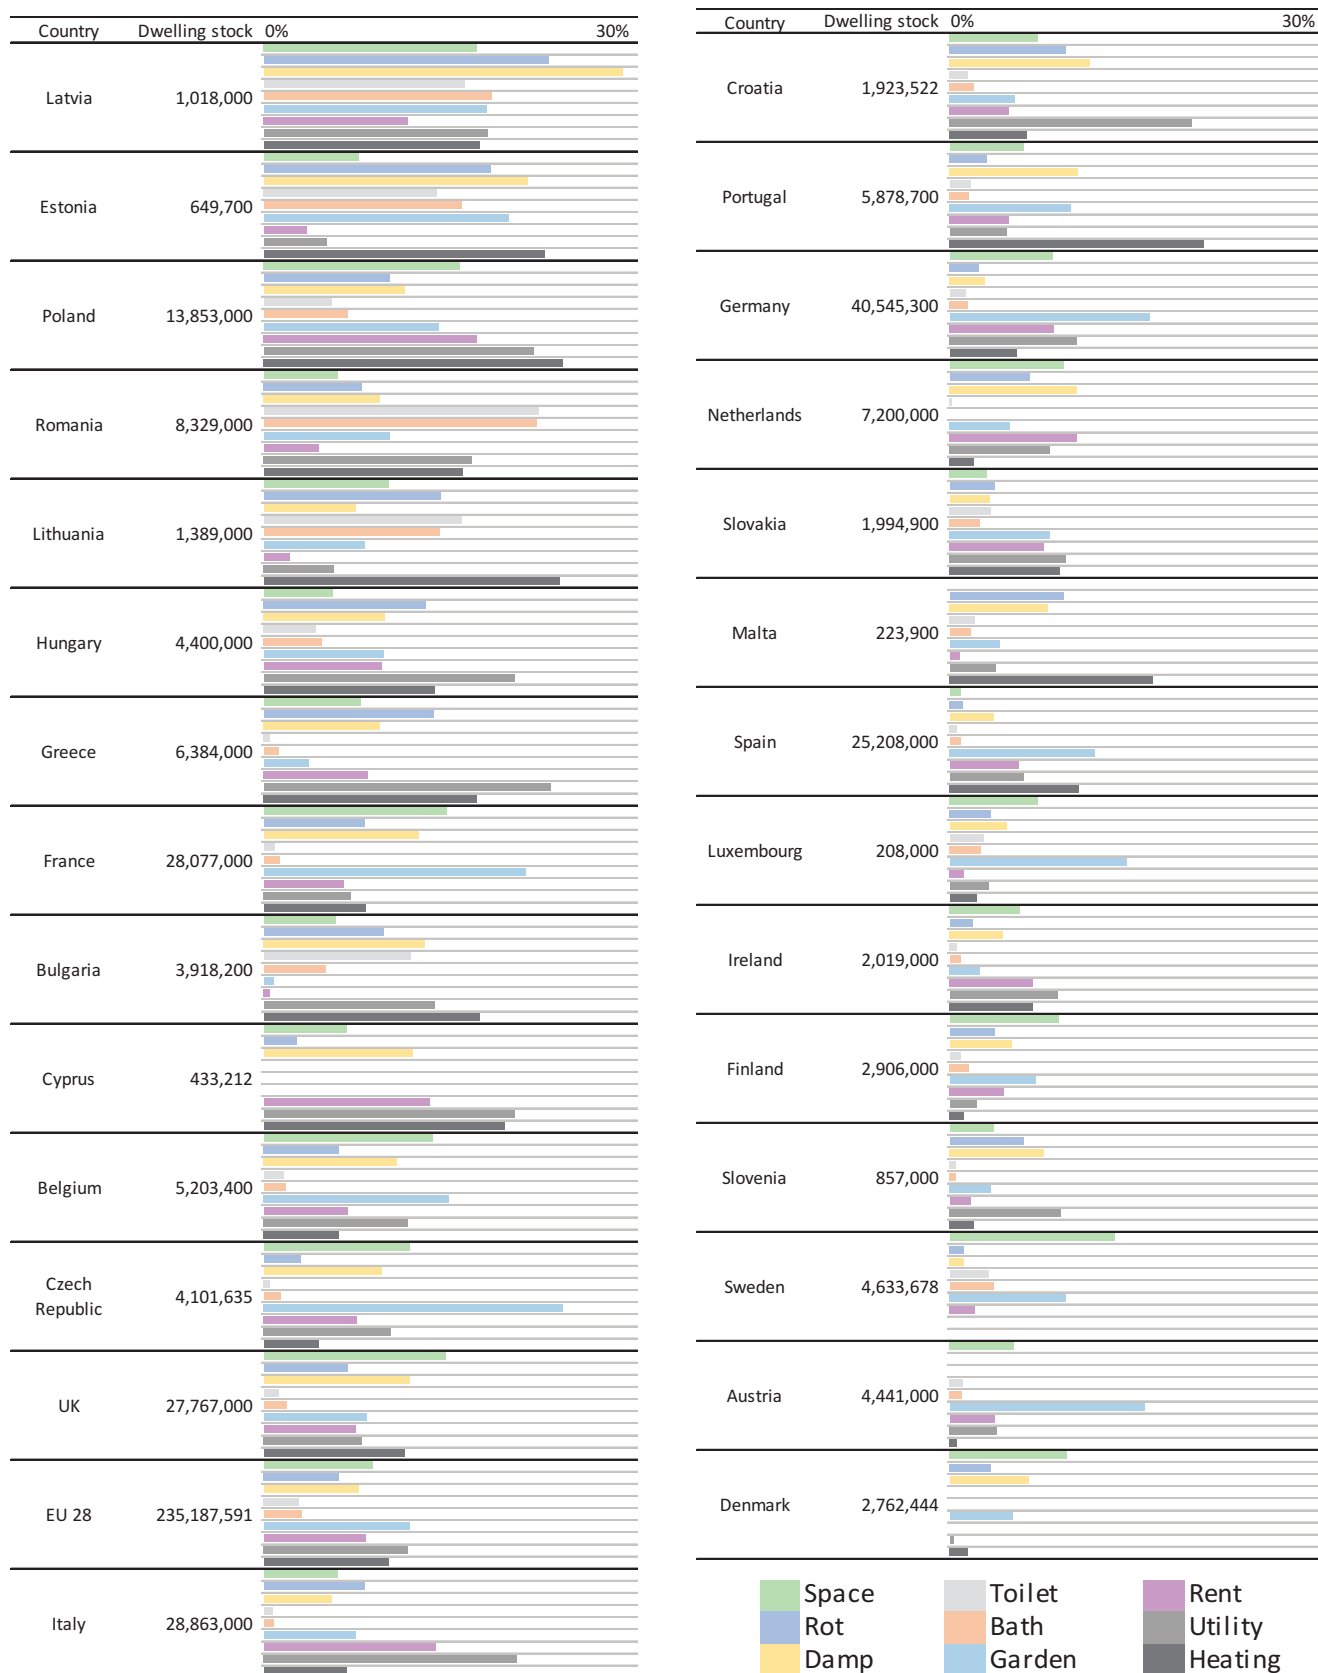 Country Dwelling stock 0% 30%
Latvia 1,018,000
Estonia 649,700
Poland 13,853,000
Romania 8,329,000
Lithuania 1,389,000
Hungary 4,400,000
Greece 6,384,000
France 28,077,000
Bulgaria 3,918,200
Cyprus 433,212
Belgium 5,203,400
Czech
Republic 4,101,635
UK 27,767,000
EU 28 235,187,591
Italy 28,863,000
Country Dwelling stock 0% 30%
Croatia 1,923,522
Portugal 5,878,700
Germany 40,545,300
Netherlands 7,200,000
Slovakia 1,994,900
Malta 223,900
Spain 25,208,000
Luxembourg 208,000
Ireland 2,019,000
Finland 2,906,000
Slovenia 857,000
Sweden 4,633,678
Austria 4,441,000
Denmark 2,762,444
Space Toilet Rent
Rot Bath Utility
Damp Garden Heating